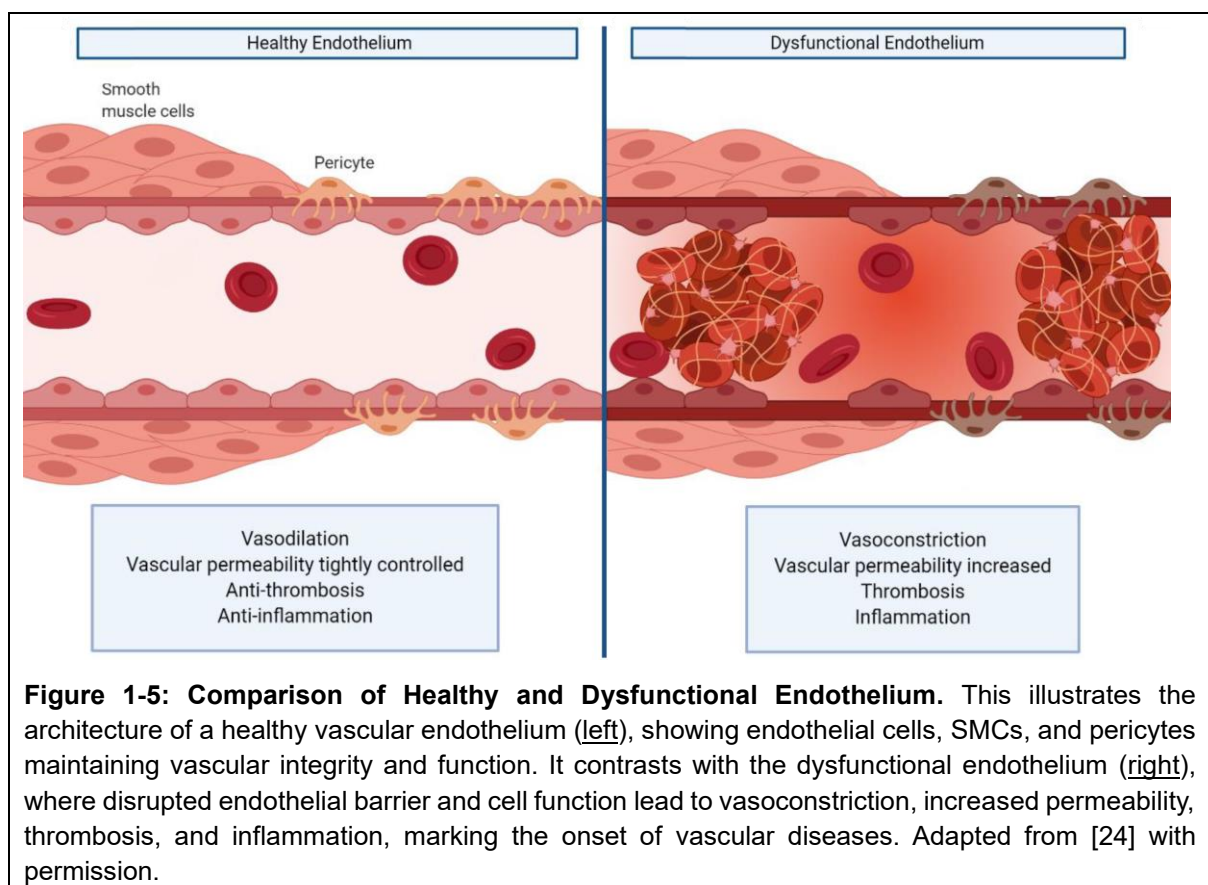 Healthy Endothelium
Dysfunctional Endothelium
Smooth
muscle cells
Pericyte
Vasodilation
Vascular permeability tightly controlled
Anti-thrombosis
Anti-inflammation
Vasoconstriction
Vascular permeability increased
Thrombosis
Inflammation
Figure 1-5: Comparison of Healthy and Dysfunctional Endothelium. This illustrates the
architecture of a healthy vascular endothelium (left), showing endothelial cells, SMCs, and pericytes
maintaining vascular integrity and function. It contrasts with the dysfunctional endothelium (right),
where disrupted endothelial barrier and cell function lead to vasoconstriction, increased permeability,
thrombosis, and inflammation, marking the onset of vascular diseases. Adapted from [24] with
permission.